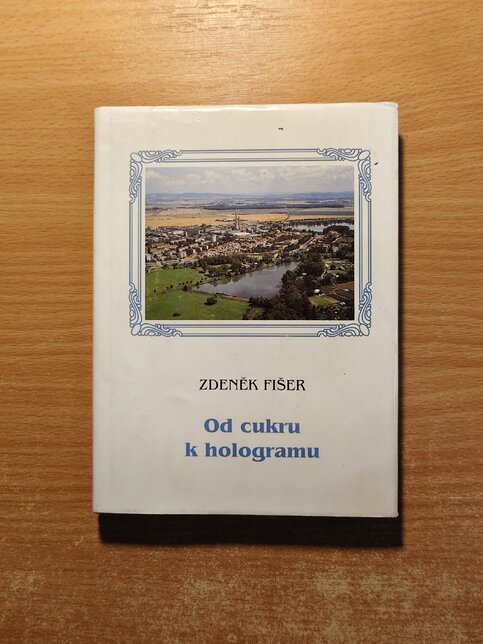 ZDENĚK FIŠER
Od cukru
k hologramu